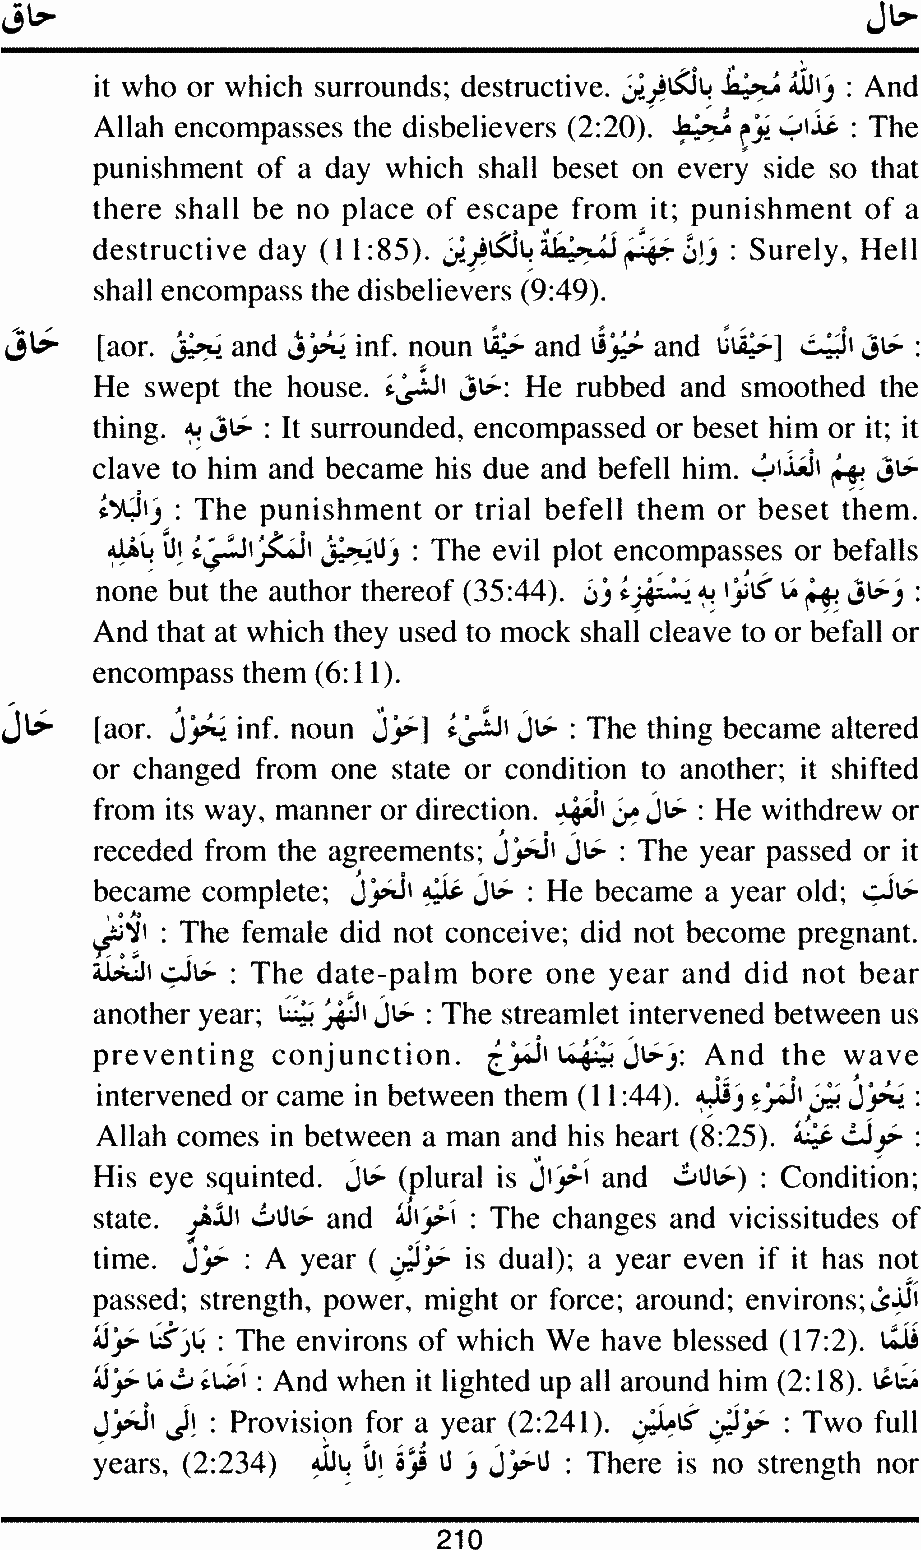 حاق حال
it who or which surrounds; destructive. وَاللّٰهُ مُحِيْطٌ بِالْكَافِرِيْنَ : And
Allah encompasses the disbelievers (2:20). عَذَابَ يَوْمٍ مُّحِيْطٍ : The
punishment of a day which shall beset on every side so that
there shall be no place of escape from it; punishment of a
destructive day (11:85). وَاِنَّ جَهَنَّمَ لَمُحِيْطَةٌ بِالْكَافِرِيْنَ : Surely, Hell
shall encompass the disbelievers (9:49).
حَاقَ [aor. يَحِيْقُ and يَحُوْقُ inf. noun حَيْقًا and حُيُوْقًا and حَيْقَانًا] حَاقَ الْبَيْتَ :
He swept the house. حَاقَ الشَّيْءَ: He rubbed and smoothed the
thing. حَاقَ بِهٖ : It surrounded, encompassed or beset him or it; it
clave to him and became his due and befell him. حَاقَ بِهِمُ الْعَذَابُ
وَالْبَلاَءُ : The punishment or trial befell them or beset them.
وَلَايَحِيْقُ الْمَكْرُ السَّيِّءُ اِلَّا بِاَهْلِهٖ : The evil plot encompasses or befalls
none but the author thereof (35:44). وَحَاقَ بِهِمْ مَا كَانُوْا بِهٖ يَسْتَهْزِءُ وْنَ :
And that at which they used to mock shall cleave to or befall or
encompass them (6:11).
حَالَ [aor. يَحُوْلُ inf. noun حَوْلٌ] حَالَ الشَّيْءُ : The thing became altered
or changed from one state or condition to another; it shifted
from its way, manner or direction. حَالَ مِنَ الْعَهْدِ : He withdrew or
receded from the agreements; حَالَ الْحَوْلُ : The year passed or it
became complete; حَالَ عَلَيْهِ الْحَوْلُ : He became a year old; حَالَتِ
الْاُنْثٰى : The female did not conceive; did not become pregnant.
حَالَتِ النَّخْلَةُ : The date-palm bore one year and did not bear
another year; حَالَ النَّهْرُ بَيْنَنَا : The streamlet intervened between us
preventing conjunction. وَحَالَ بَيْنَهُمَا الْمَوْجُ: And the wave
intervened or came in between them (11:44). يَحُوْلُ بَيْنَ الْمَرْءِ وَقَلْبِهٖ :
Allah comes in between a man and his heart (8:25). حَوِلَتْ عَيْنُهٗ :
His eye squinted. حَالَ (plural is اَحْوَالٌ and حَالَاتٌ) : Condition;
state. حَالَاتُ الدَّهْرِ and اَحْوَالُهٗ : The changes and vicissitudes of
time. حَوْلٌ : A year ( حَوْلَيْنِ is dual); a year even if it has not
passed; strength, power, might or force; around; environs; الَّذِىْ
بَارَكْنَا حَوْلَهٗ : The environs of which We have blessed (17:2). فَلَمَّا
اَضَاءَ تْ مَا حَوْلَهٗ : And when it lighted up all around him (2:18). مَتَاعًا
اِلَى الْحَوْلِ : Provision for a year (2:241). حَوْلَيْنِ كَامِلَيْنِ : Two full
years, (2:234) لَاحَوْلَ وَ لَا قُوَّةَ اِلَّا بِاللّٰهِ : There is no strength nor
210